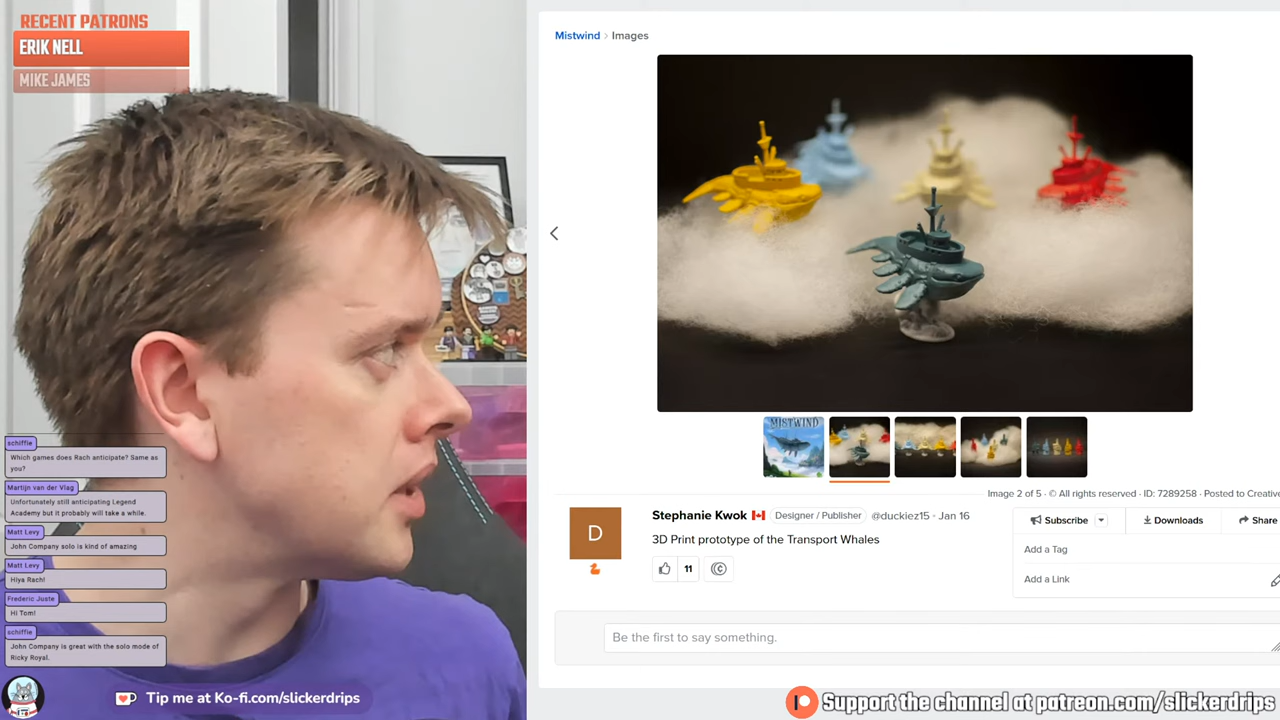 RECENT PATRONS
ERIK NELL
MIKE JAMES
schiffie
Which games does Rach anticipate? Same as
you?
Martijn van der Vlag
Unfortunately still anticipating Legend
Academy but it probably will take a while.
Matt Levy
John Company solo is kind of amazing
Matt Levy
Hiya Rach!
Frederic Juste
Hi Tom!
schiffie
John Company is great with the solo mode of
Ricky Royal.
Tip me at Ko-fi.com/slickerdrips
Mistwind > Images
MISTWIND
Image 2 of 5 · © All rights reserved · ID: 7289258 · Posted to Creative
D
Stephanie Kwok Designer / Publisher @duckiez15 · Jan 16
3D Print prototype of the Transport Whales
11
Subscribe
Downloads
Share
Add a Tag
Add a Link
Be the first to say something.
Support the channel at patreon.com/slickerdrips